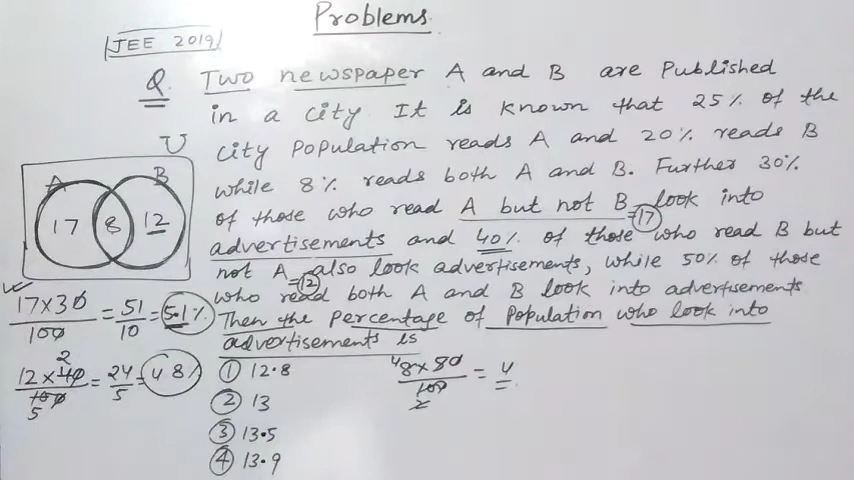 Problems
JEE 2019
Q. Two newspaper A and B are Published
in a city. It is known that 25% of the
city Population reads A and 20% reads B
while 8% reads both A and B. Further 30%
of those who read A but not B look into
=17
advertisements and 40% of those who read B but
not A also look advertisements, while 50% of those
=12
who read both A and B look into advertisements
Then the percentage of Population who look into
advertisements is
① 12.8
② 13
③ 13.5
④ 13.9
U
A B
17 8 12
17×30/100 = 51/10 = 5.1%
2
12×40/100 = 24/5 = 4.8%
5
4
8×50/100 = 4
2